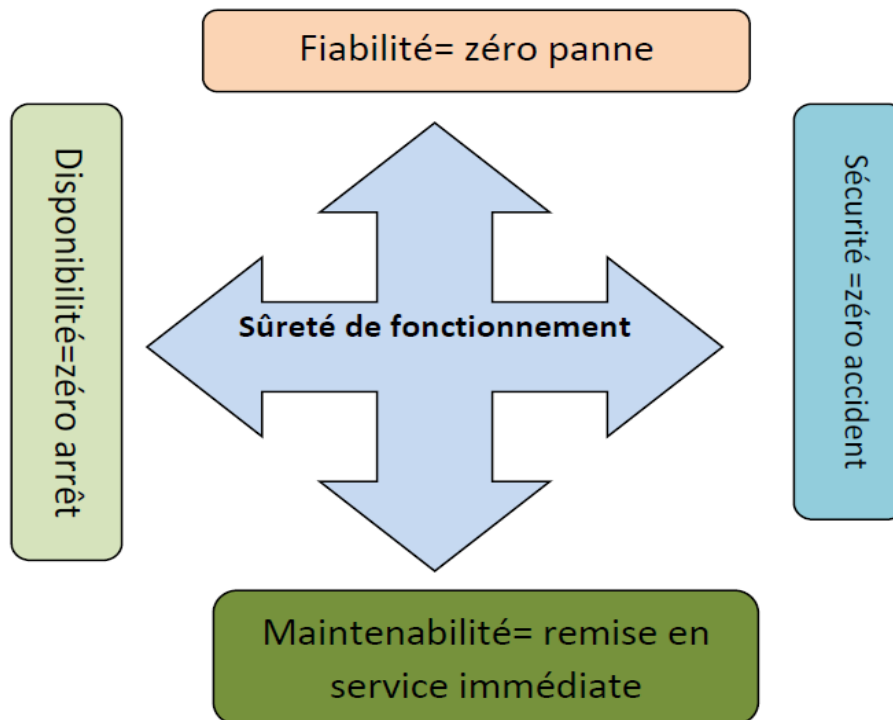 Fiabilité= zéro panne
Disponibilité=zéro arrêt
Sûreté de fonctionnement
Sécurité =zéro accident
Maintenabilité= remise en
service immédiate